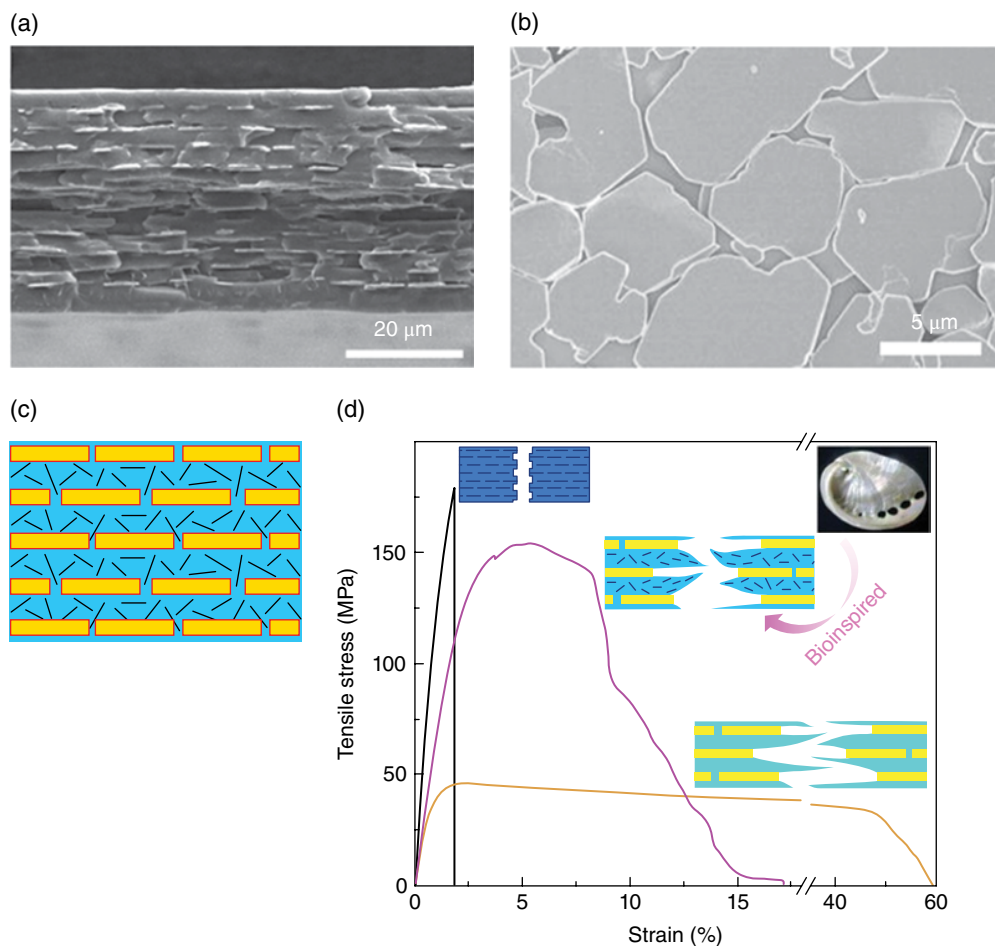 (a)
(b)
20 μm
5 μm
(c)
(d)
Tensile stress (MPa)
150
100
50
0
0
5
10
15
40
60
Strain (%)
Bioinspired